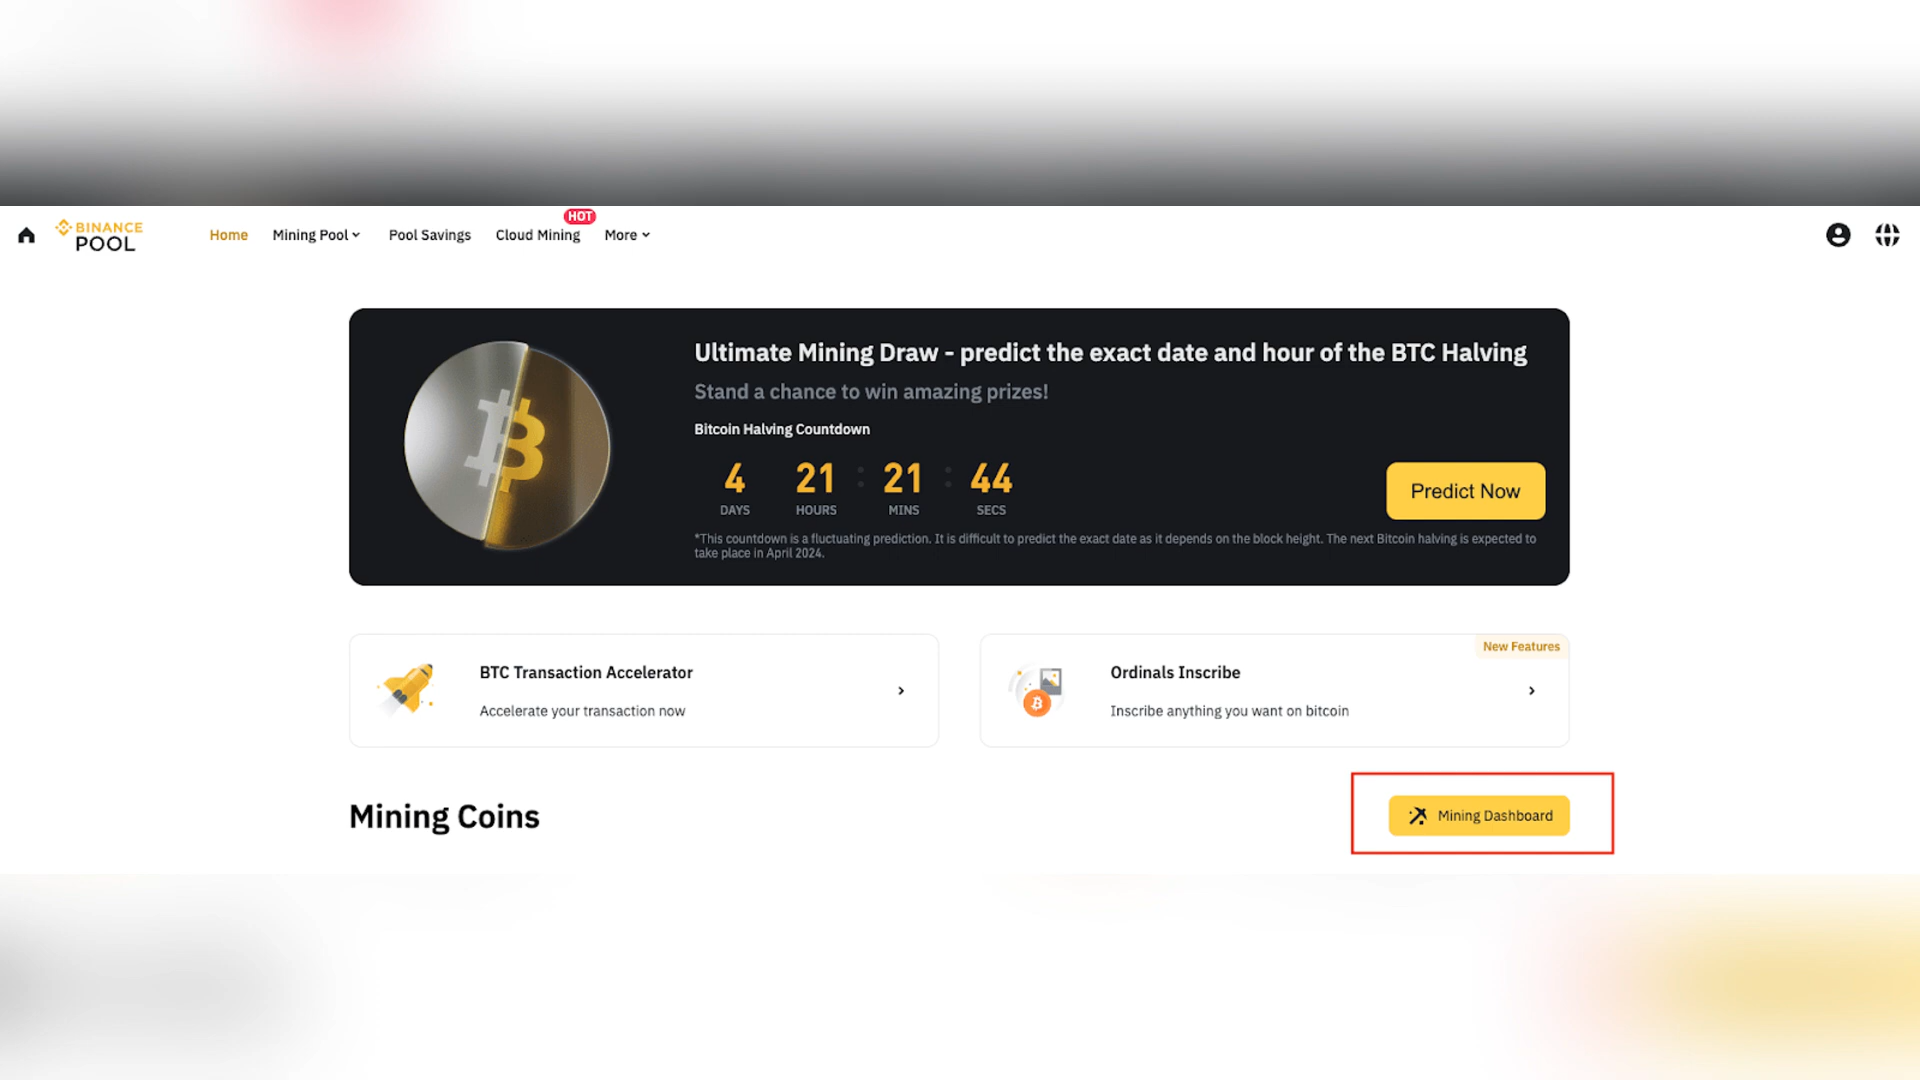 BINANCE
POOL
Home
Mining Pool
Pool Savings
Cloud Mining
HOT
More
Ultimate Mining Draw - predict the exact date and hour of the BTC Halving
Stand a chance to win amazing prizes!
Bitcoin Halving Countdown
4 21 : 21 : 44
DAYS HOURS MINS SECS
Predict Now
*This countdown is a fluctuating prediction. It is difficult to predict the exact date as it depends on the block height. The next Bitcoin halving is expected to
take place in April 2024.
BTC Transaction Accelerator
Accelerate your transaction now
New Features
Ordinals Inscribe
Inscribe anything you want on bitcoin
Mining Coins
Mining Dashboard